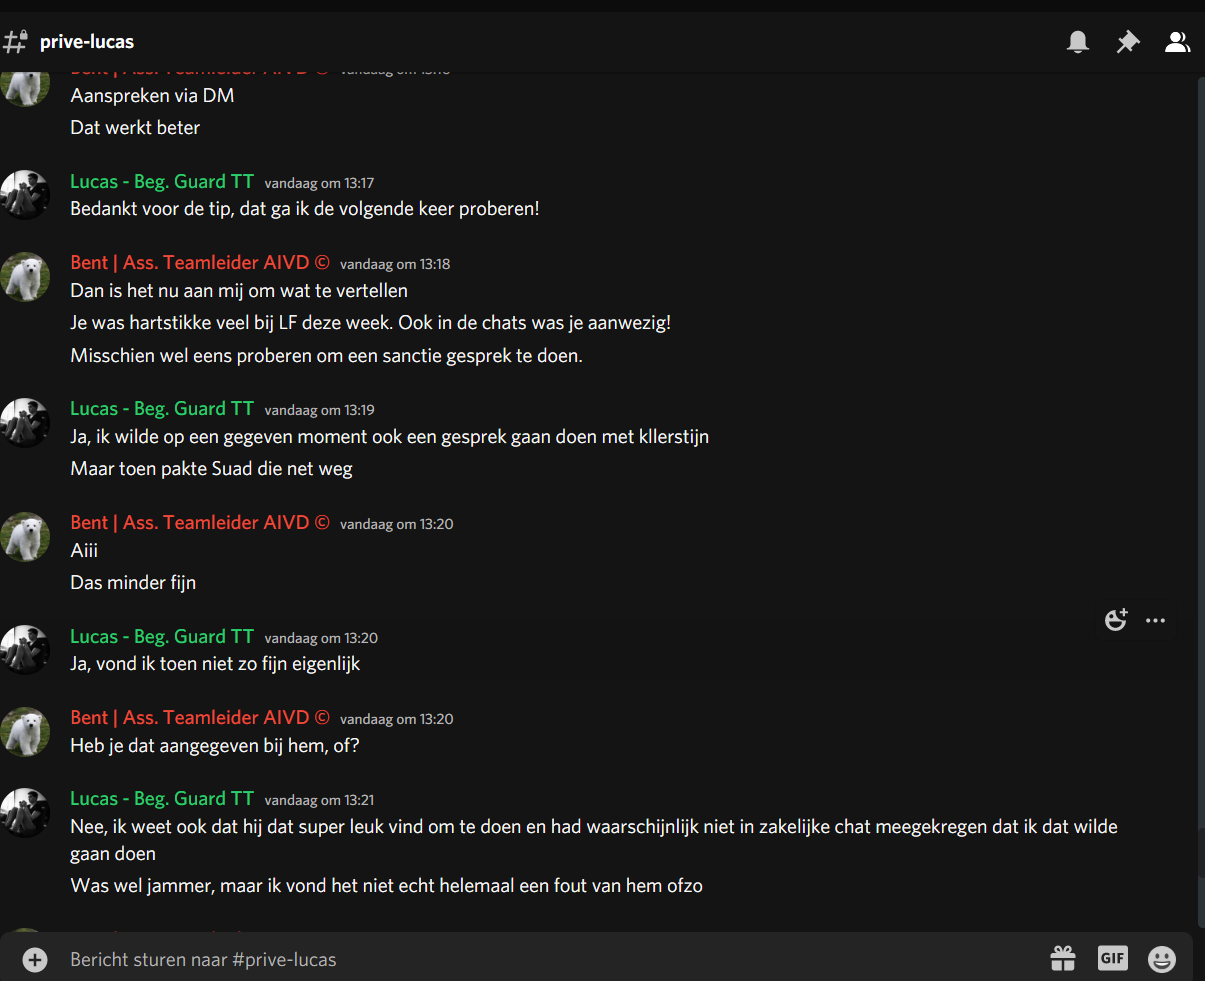 prive-lucas
Aanspreken via DM
Dat werkt beter
Lucas - Beg. Guard TT vandaag om 13:17
Bedankt voor de tip, dat ga ik de volgende keer proberen!
Bent | Ass. Teamleider AIVD © vandaag om 13:18
Dan is het nu aan mij om wat te vertellen
Je was hartstikke veel bij LF deze week. Ook in de chats was je aanwezig!
Misschien wel eens proberen om een sanctie gesprek te doen.
Lucas - Beg. Guard TT vandaag om 13:19
Ja, ik wilde op een gegeven moment ook een gesprek gaan doen met kllerstijn
Maar toen pakte Suad die net weg
Bent | Ass. Teamleider AIVD © vandaag om 13:20
Aiii
Das minder fijn
Lucas - Beg. Guard TT vandaag om 13:20
Ja, vond ik toen niet zo fijn eigenlijk
Bent | Ass. Teamleider AIVD © vandaag om 13:20
Heb je dat aangegeven bij hem, of?
Lucas - Beg. Guard TT vandaag om 13:21
Nee, ik weet ook dat hij dat super leuk vind om te doen en had waarschijnlijk niet in zakelijke chat meegekregen dat ik dat wilde
gaan doen
Was wel jammer, maar ik vond het niet echt helemaal een fout van hem ofzo
Bericht sturen naar #prive-lucas
GIF